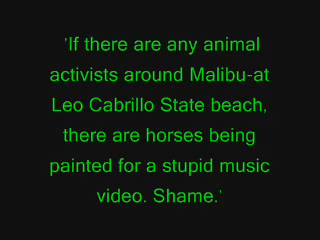 'If there are any animal
activists around Malibu-at
Leo Cabrillo State beach,
there are horses being
painted for a stupid music
video. Shame.'